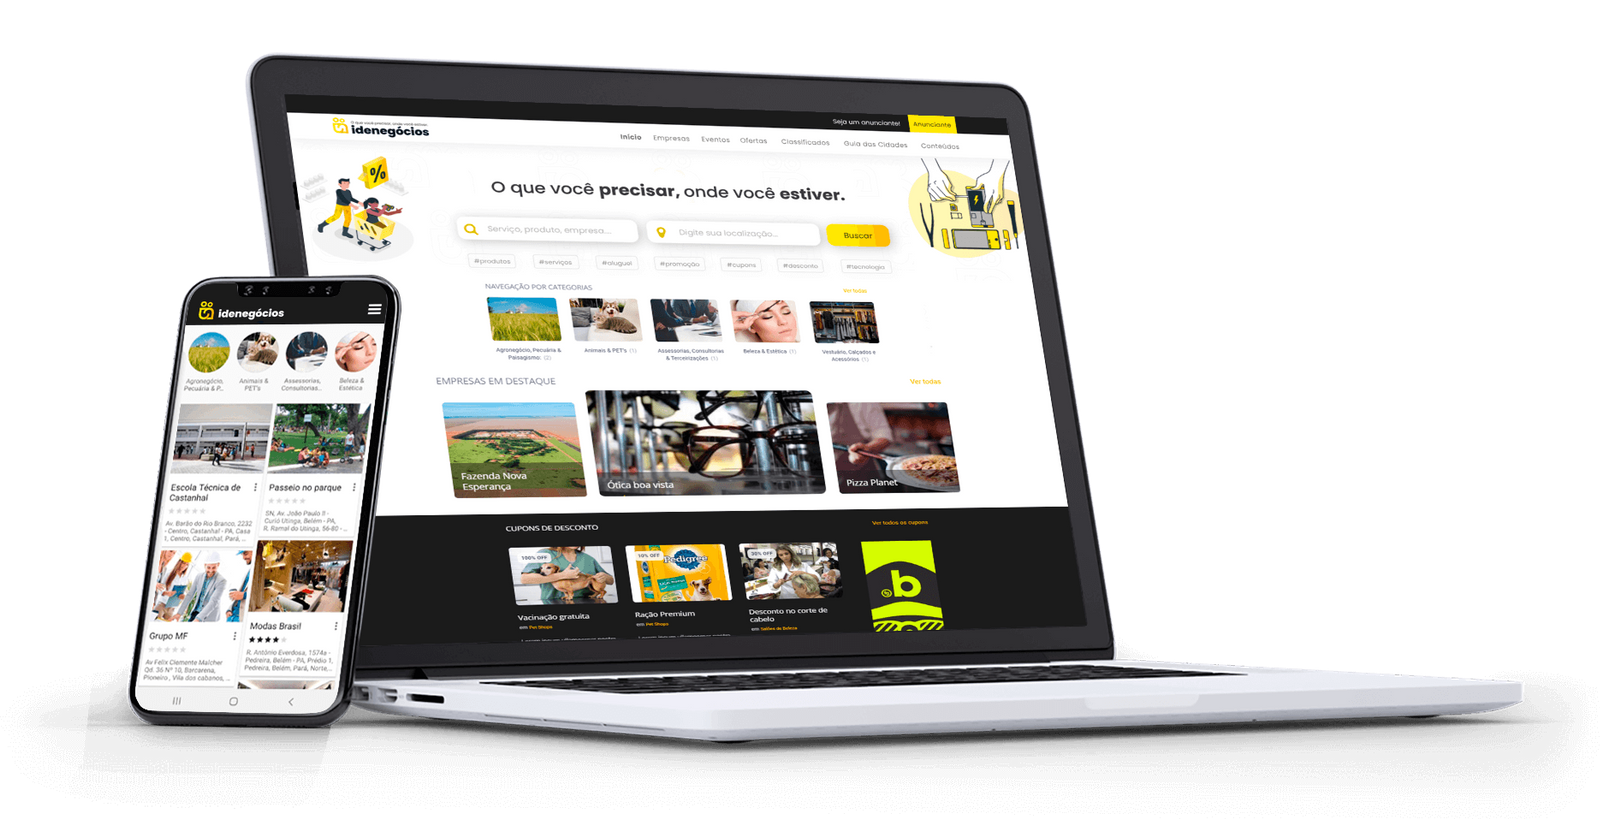 O que você precisar, onde você estiver.
idenegócios
Seja um anunciante!
Anunciante
Início
Empresas
Eventos
Ofertas
Classificados
Guia das Cidades
Conteúdos
%
O que você precisar, onde você estiver.
Serviço, produto, empresa...
Digite sua localização...
Buscar
#produtos
#serviços
#aluguel
#promoção
#cupons
#desconto
#tecnologia
NAVEGAÇÃO POR CATEGORIAS
Ver todas
Agronegócio, Pecuária &
Paisagismo: (2)
Animais & PET's (1)
Assessorias, Consultorias
& Terceirizações (1)
Beleza & Estética (1)
Vestuário, Calçados e
Acessórios (1)
EMPRESAS EM DESTAQUE
Ver todas
Fazenda Nova
Esperança
Ótica boa vista
Pizza Planet
CUPONS DE DESCONTO
Ver todos os cupons
100% OFF
Vacinação gratuita
em Pet Shops
10% OFF
Pedigree
Ração Premium
em Pet Shops
30% OFF
Desconto no corte de
cabelo
em Salões de Beleza
b
idenegócios
Agronegócio,
Pecuária & P...
Animais &
PET's
Assessorias,
Consultorias...
Beleza &
Estética
Escola Técnica de
Castanhal
Av. Barão do Rio Branco, 2232
- Centro, Castanhal - PA, Casa
1, Centro, Castanhal, Pará, ...
Passeio no parque
SN, Av. João Paulo II -
Curió Utinga, Belém - PA,
R. Ramal do Utinga, 56-80 - ...
Grupo MF
Av Felix Clemente Malcher
Qd. 36 Nº 10, Barcarena,
Pioneiro , Vila dos cabanos, ...
Modas Brasil
R. Antônio Everdosa, 1574a -
Pedreira, Belém - PA, Prédio 1,
Pedreira, Belém, Pará, Norte,..